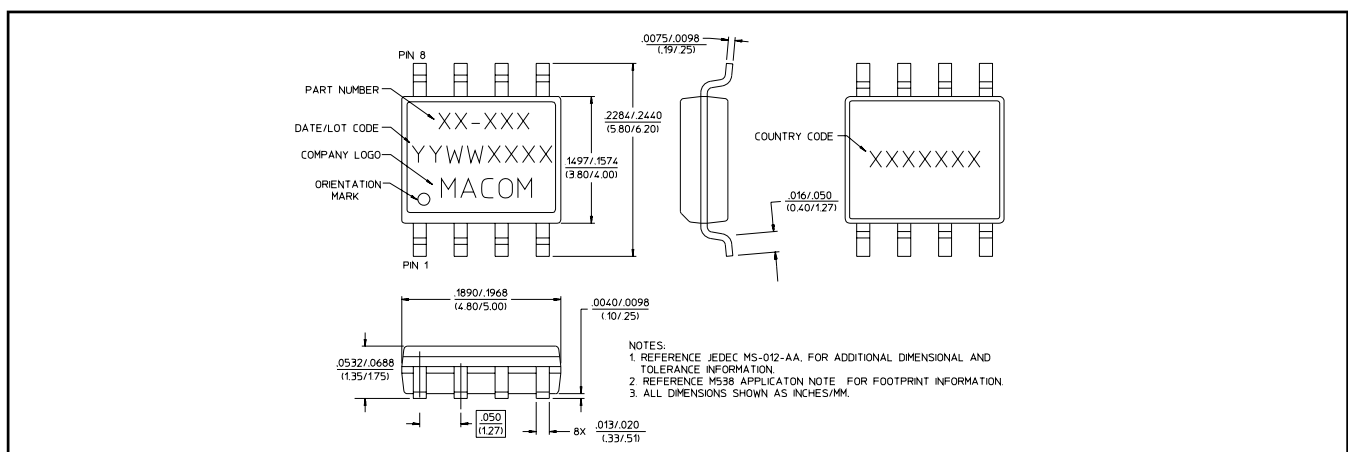 PIN 8
PART NUMBER
XX-XXX
DATE/LOT CODE
YYWWXXXX
COMPANY LOGO
MACOM
ORIENTATION
MARK
PIN 1
.2284/.2440
(5.80/6.20)
.1497/.1574
(3.80/4.00)
.0075/.0098
(.19/.25)
.016/.050
(0.40/1.27)
COUNTRY CODE
XXXXXXX
.1890/.1968
(4.80/5.00)
.0040/.0098
(.10/.25)
.0532/.0688
(1.35/1.75)
.050
(1.27)
8X .013/.020
(.33/.51)
NOTES:
1. REFERENCE JEDEC MS-012-AA, FOR ADDITIONAL DIMENSIONAL AND
TOLERANCE INFORMATION.
2. REFERENCE M538 APPLICATON NOTE FOR FOOTPRINT INFORMATION.
3. ALL DIMENSIONS SHOWN AS INCHES/MM.